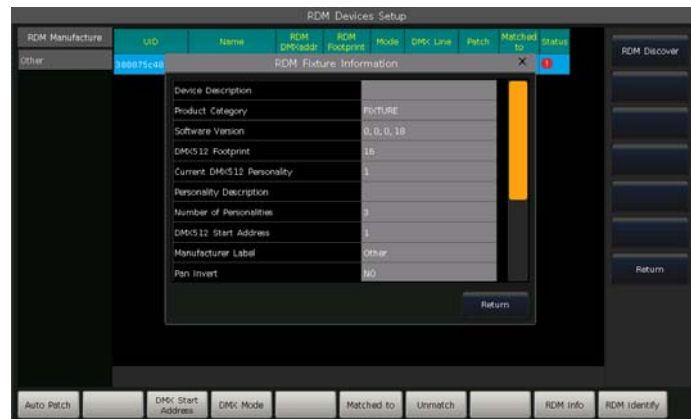 RDM Devices Setup
RDM Manufacture
UID
Name
RDM DMXaddr
RDM Footprint
Mode
DMX Line
Patch
Matched to
Status
Other
RDM Discover
RDM Fixture Information
X
Device Description
Product Category FIXTURE
Software Version 0, 0, 0, 18
DMX512 Footprint 16
Current DMX512 Personality 1
Personality Description
Number of Personalities 3
DMX512 Start Address 1
Manufacturer Label Other
Pan Invert NO
Return
Return
Auto Patch
DMX Start Address
DMX Mode
Matched to
Unmatch
RDM Info
RDM Identify